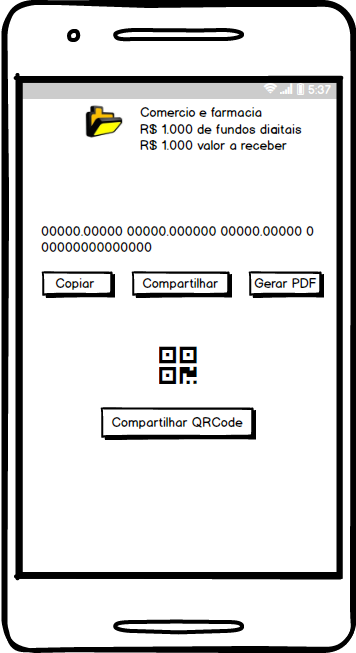 5:37
Comercio e farmacia
R$ 1.000 de fundos digitais
R$ 1.000 valor a receber
00000.00000 00000.000000 00000.00000 0
00000000000000
Copiar
Compartilhar
Gerar PDF
Compartilhar QRCode